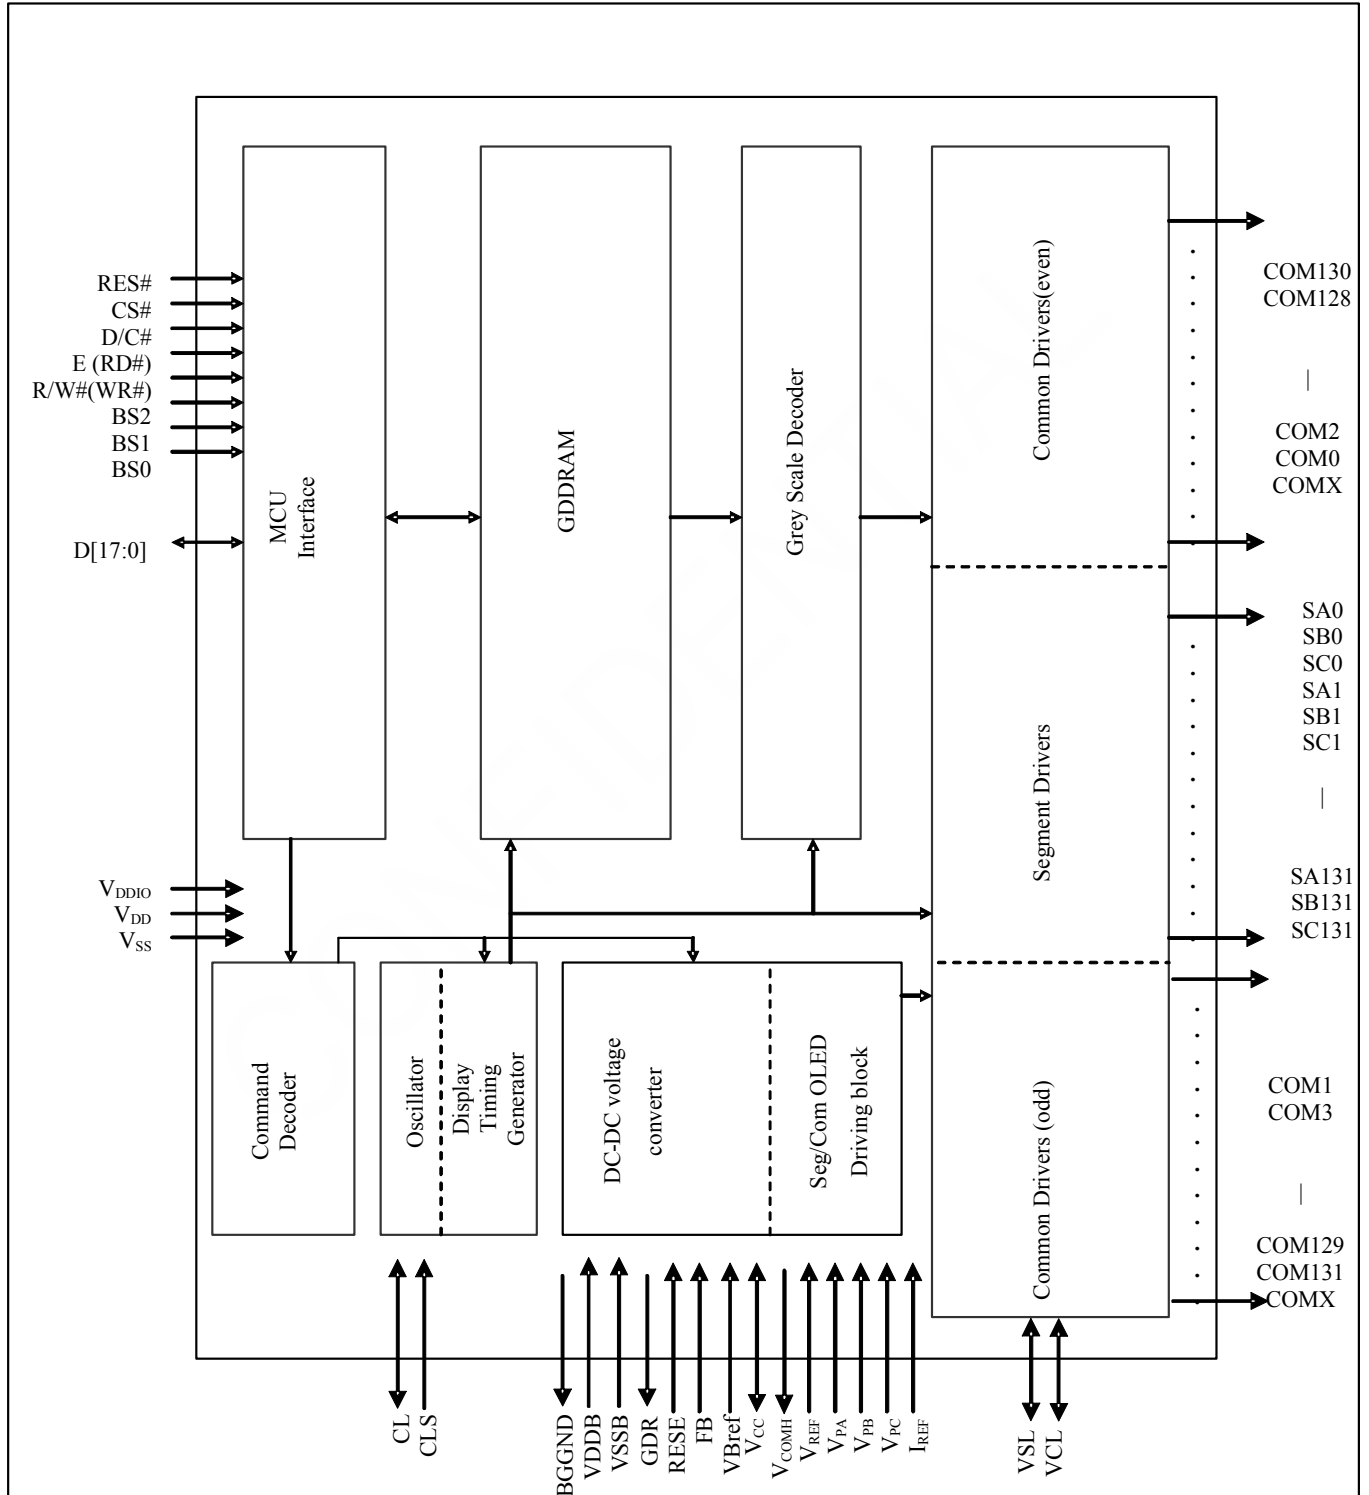 RES#
CS#
D/C#
E (RD#)
R/W#(WR#)
BS2
BS1
BS0
D[17:0]
VDDIO
VDD
VSS
MCU
Interface
GDDRAM
Grey Scale Decoder
Common Drivers(even)
Segment Drivers
Common Drivers (odd)
Command
Decoder
Oscillator
Display
Timing
Generator
DC-DC voltage
converter
Seg/Com OLED
Driving block
COM130
COM128
|
COM2
COM0
COMX
SA0
SB0
SC0
SA1
SB1
SC1
|
SA131
SB131
SC131
COM1
COM3
|
COM129
COM131
COMX
CL
CLS
BGGND
VDDB
VSSB
GDR
RESE
FB
VBref
VCC
VCOMH
VREF
VPA
VPB
VPC
IREF
VSL
VCL
CONFIDENTIAL